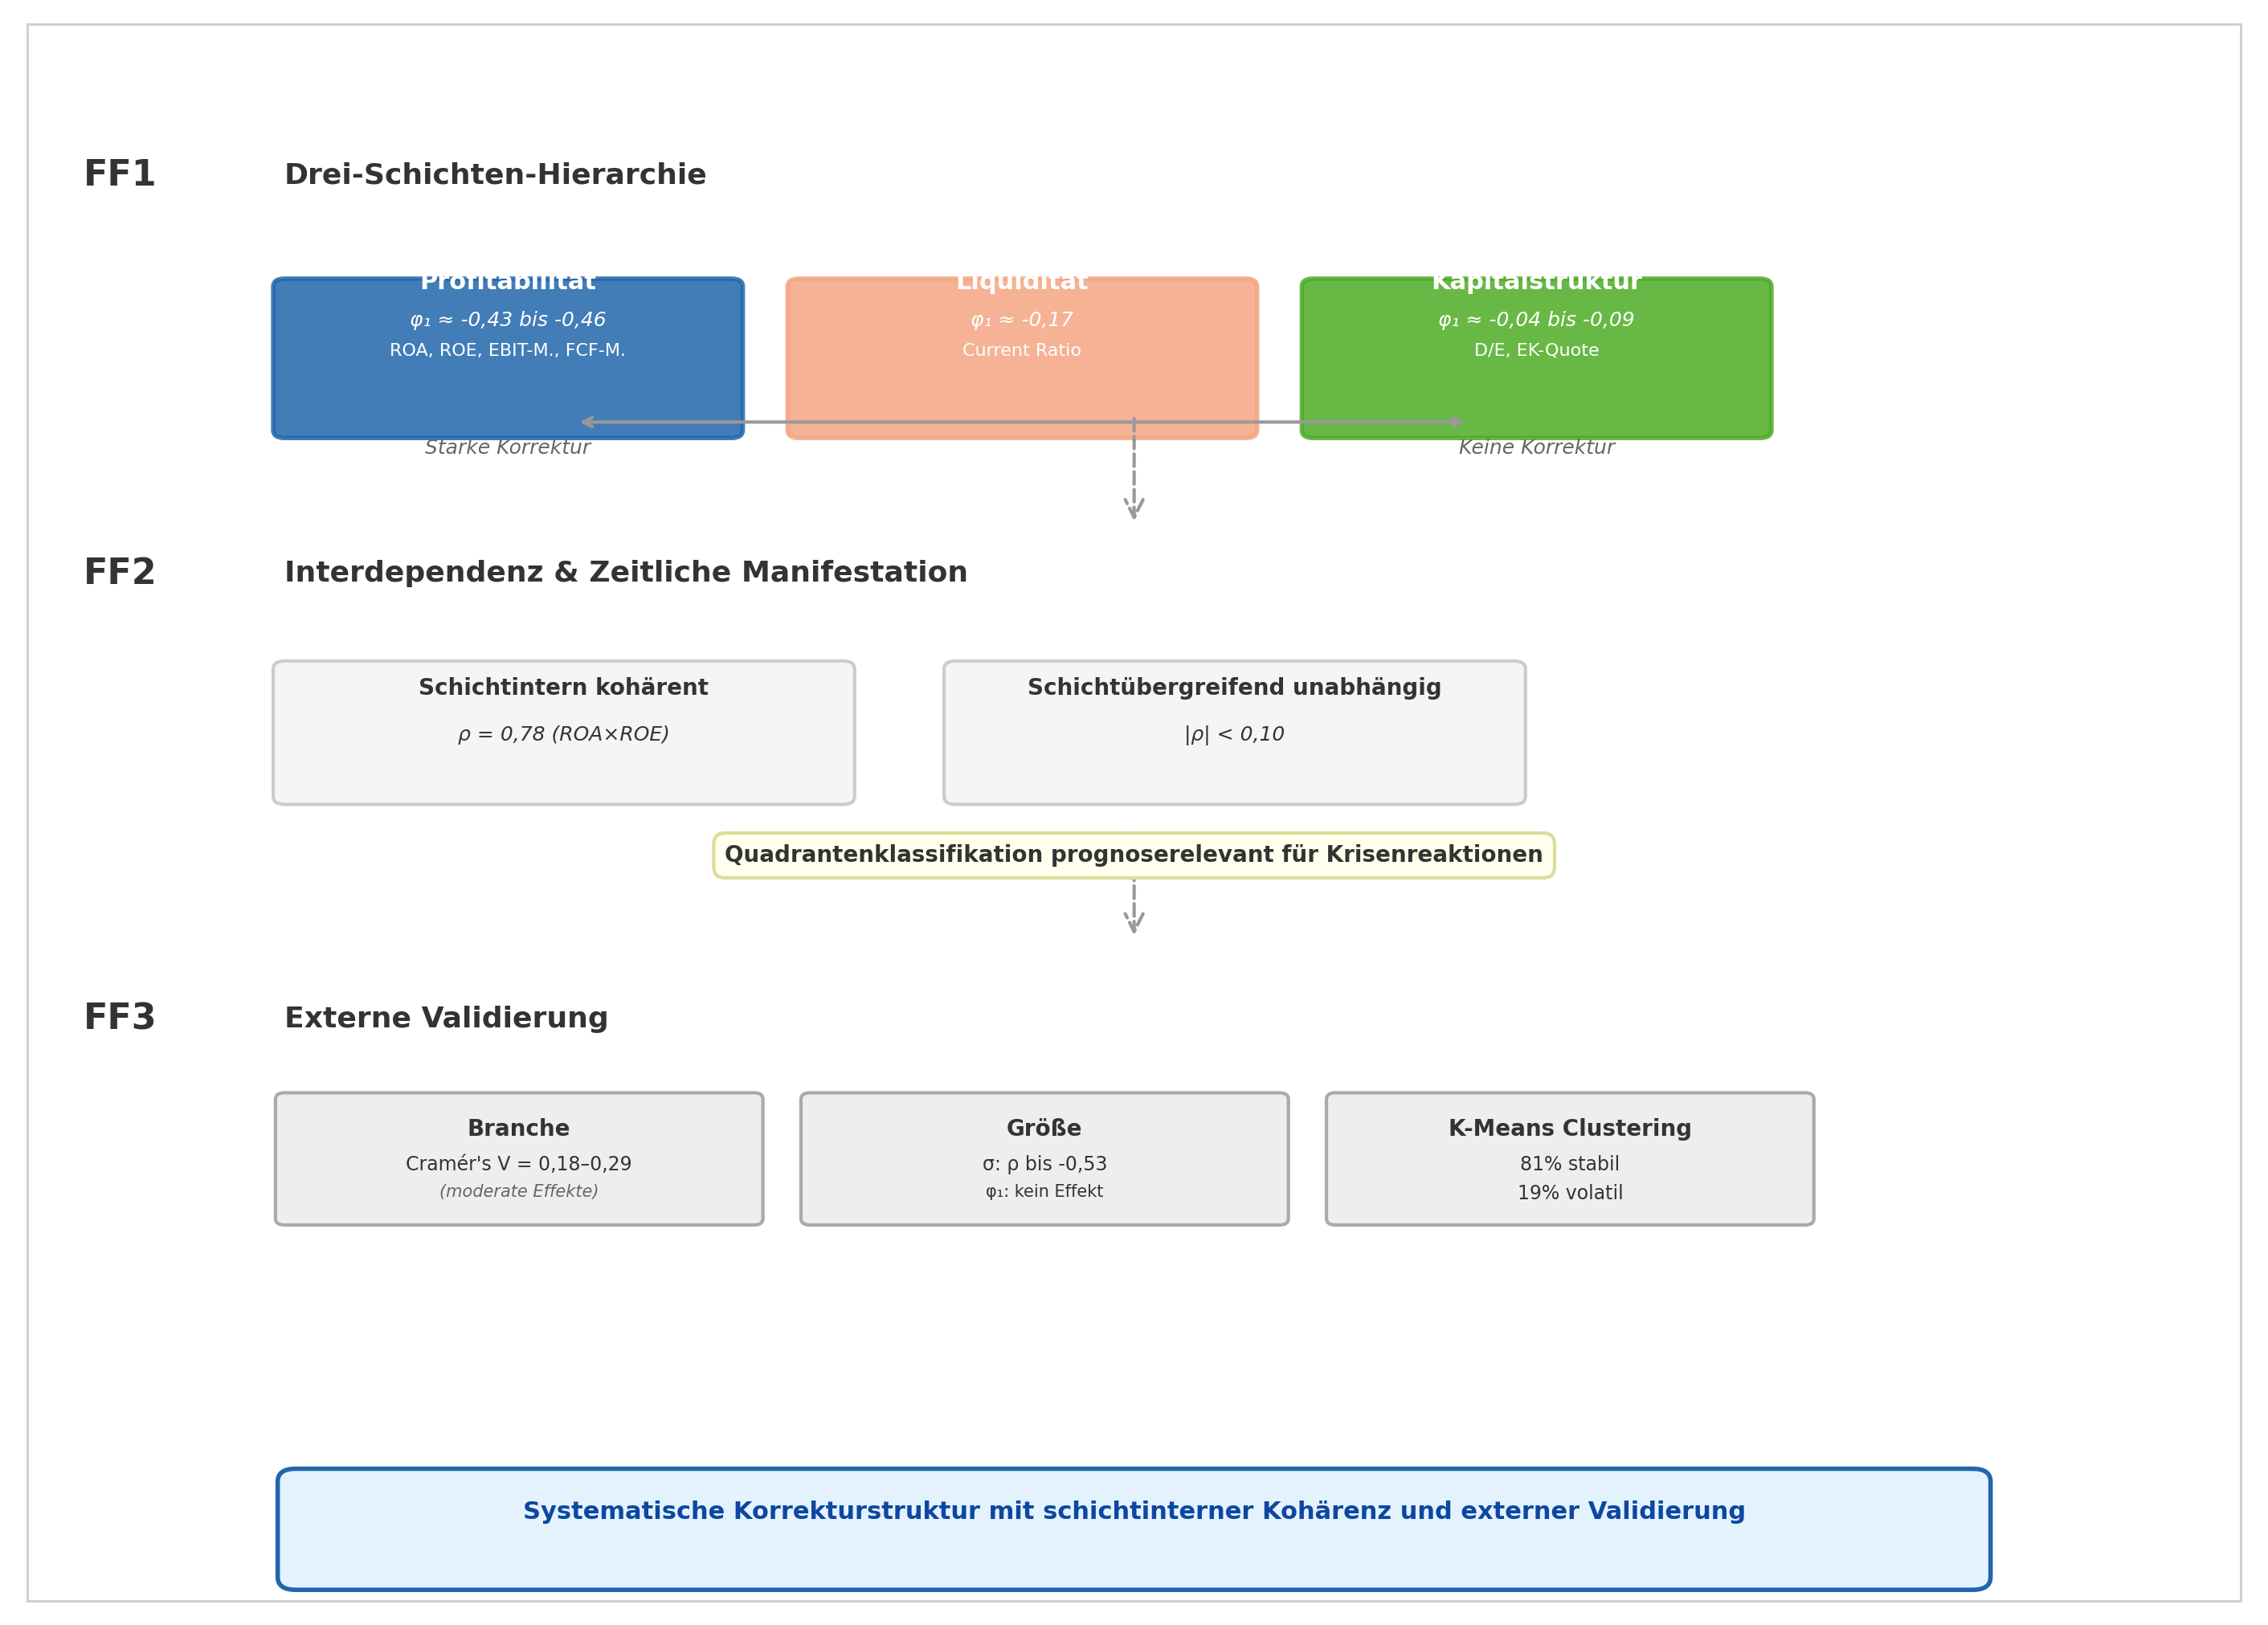 FF1
Drei-Schichten-Hierarchie
Profitabilität
φ₁ ≈ -0,43 bis -0,46
ROA, ROE, EBIT-M., FCF-M.
Liquidität
φ₁ ≈ -0,17
Current Ratio
Kapitalstruktur
φ₁ ≈ -0,04 bis -0,09
D/E, EK-Quote
Starke Korrektur
Keine Korrektur
FF2
Interdependenz & Zeitliche Manifestation
Schichtintern kohärent
ρ = 0,78 (ROA×ROE)
Schichtübergreifend unabhängig
|ρ| < 0,10
Quadrantenklassifikation prognoserelevant für Krisenreaktionen
FF3
Externe Validierung
Branche
Cramér's V = 0,18–0,29
(moderate Effekte)
Größe
σ: ρ bis -0,53
φ₁: kein Effekt
K-Means Clustering
81% stabil
19% volatil
Systematische Korrekturstruktur mit schichtinterner Kohärenz und externer Validierung